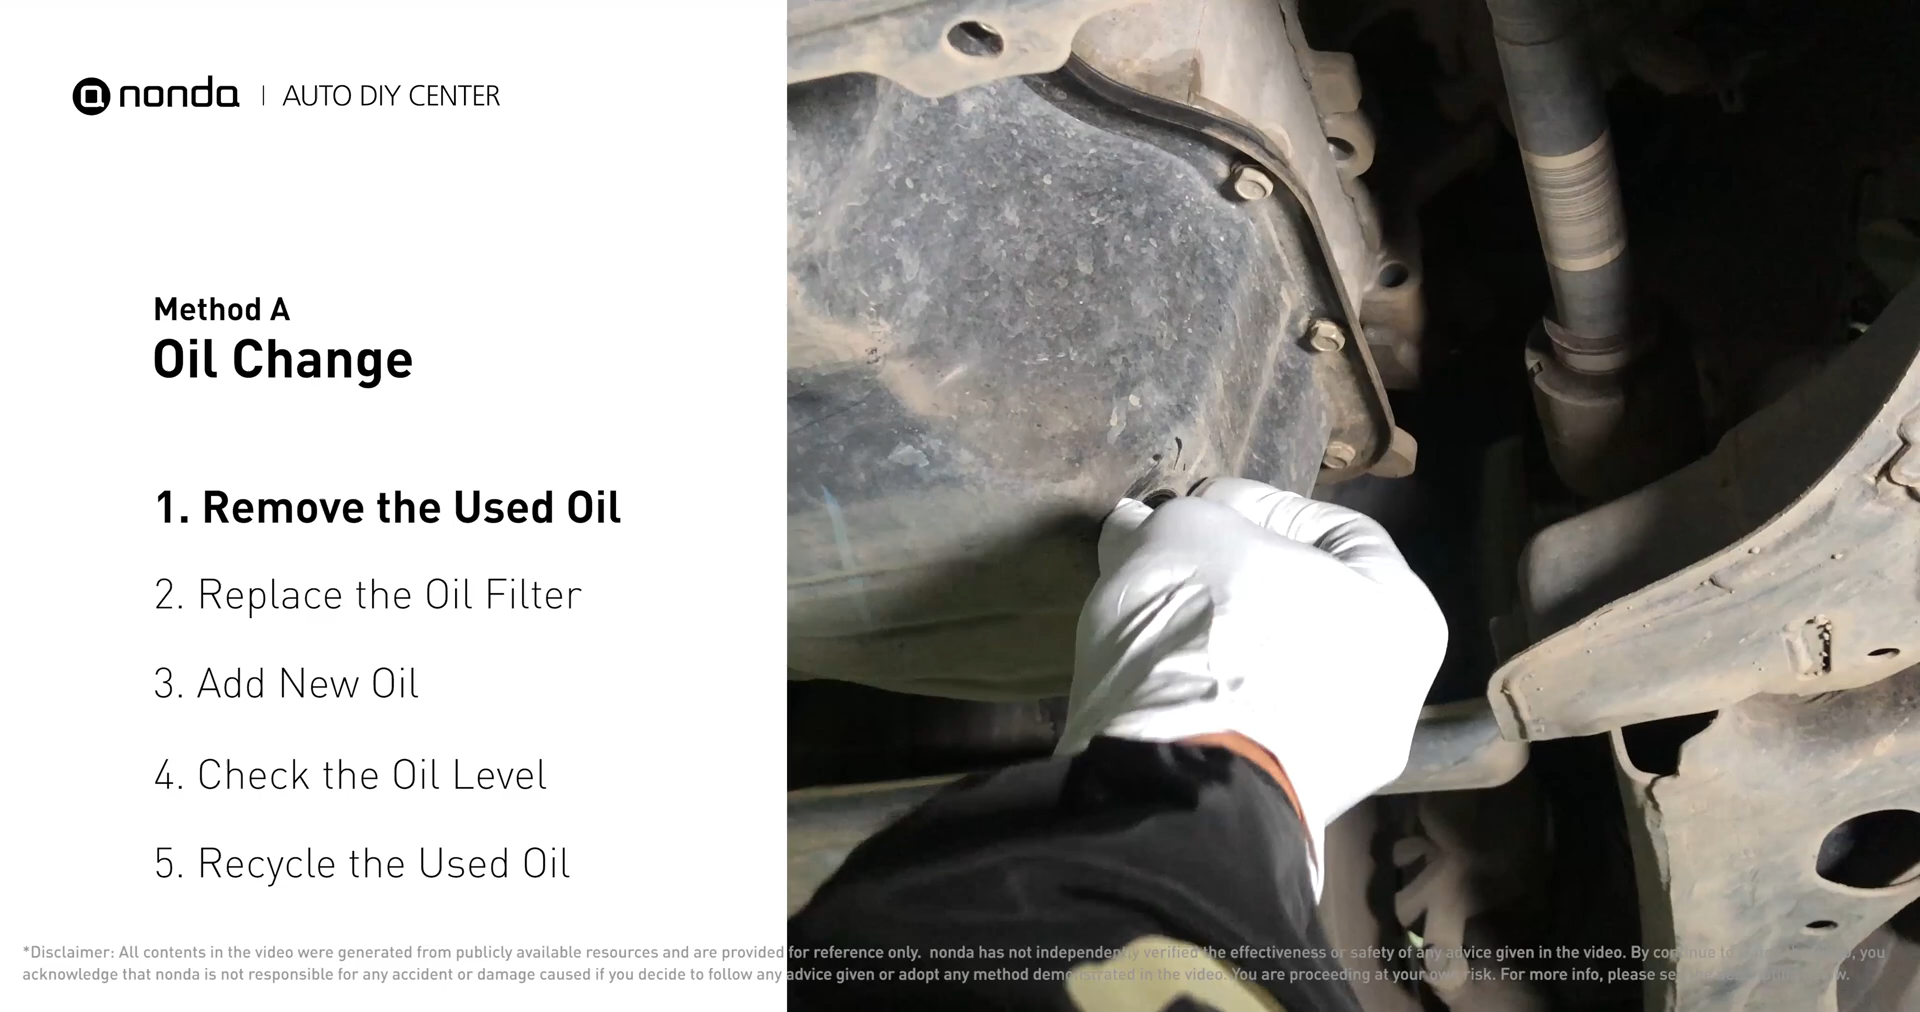 nonda | AUTO DIY CENTER
Method A
Oil Change
1. Remove the Used Oil
2. Replace the Oil Filter
3. Add New Oil
4. Check the Oil Level
5. Recycle the Used Oil
*Disclaimer: All contents in the video were generated from publicly available resources and are provided for reference only. nonda has not independently verified the effectiveness or safety of any advice given in the video. By continue to you
acknowledge that nonda is not responsible for any accident or damage caused if you decide to follow any advice given or adopt any method demonstrated in the video. You are proceeding at your own risk. For more info, please